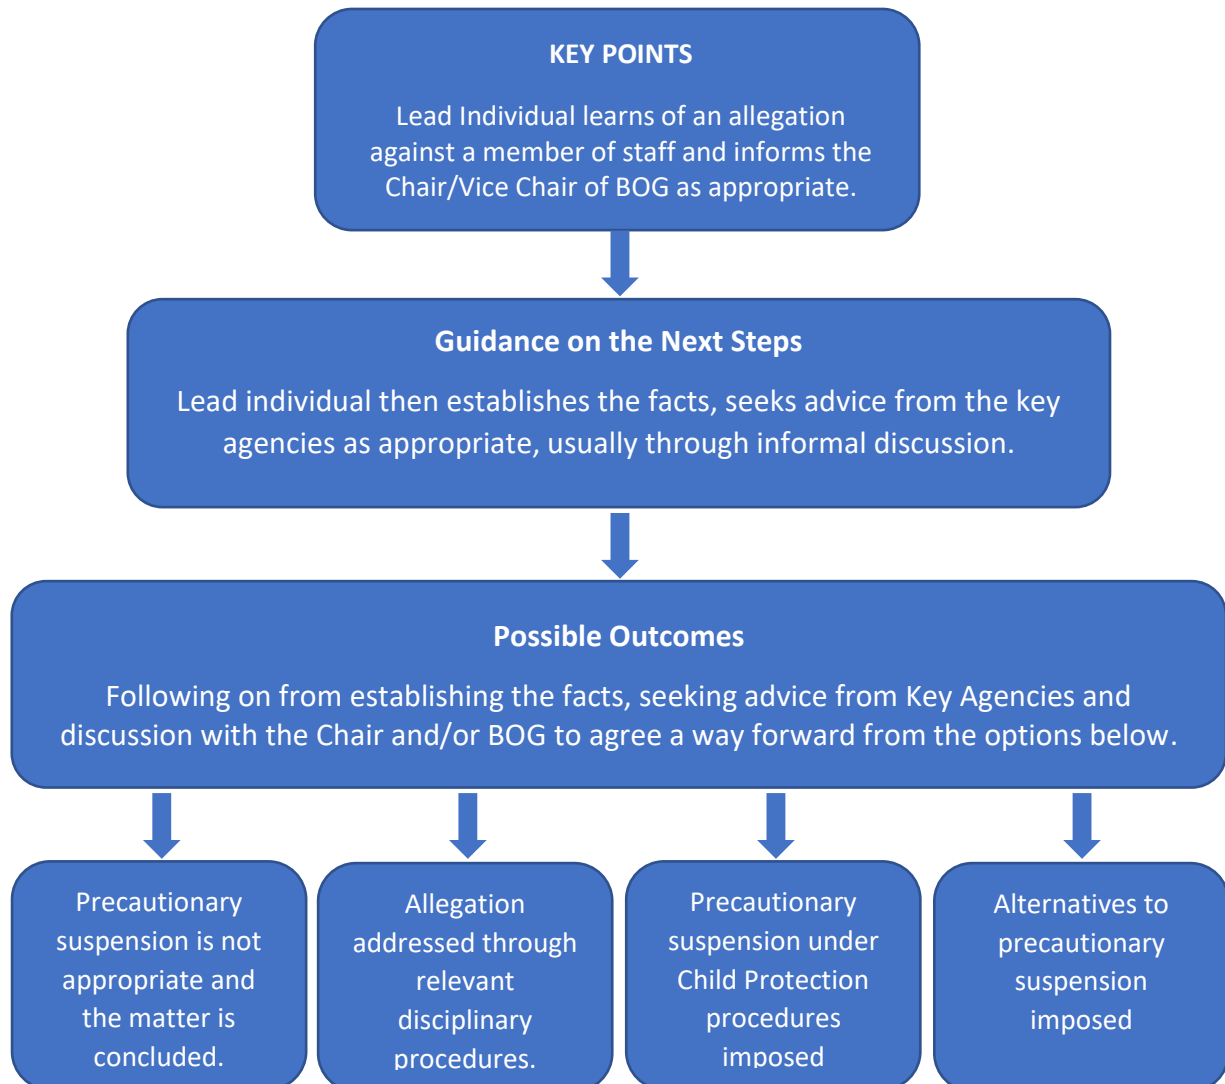 KEY POINTS
Lead Individual learns of an allegation
against a member of staff and informs the
Chair/Vice Chair of BOG as appropriate.
Guidance on the Next Steps
Lead individual then establishes the facts, seeks advice from the key
agencies as appropriate, usually through informal discussion.
Possible Outcomes
Following on from establishing the facts, seeking advice from Key Agencies and
discussion with the Chair and/or BOG to agree a way forward from the options below.
Precautionary
suspension is not
appropriate and
the matter is
concluded.
Allegation
addressed through
relevant
disciplinary
procedures.
Precautionary
suspension under
Child Protection
procedures
imposed
Alternatives to
precautionary
suspension
imposed